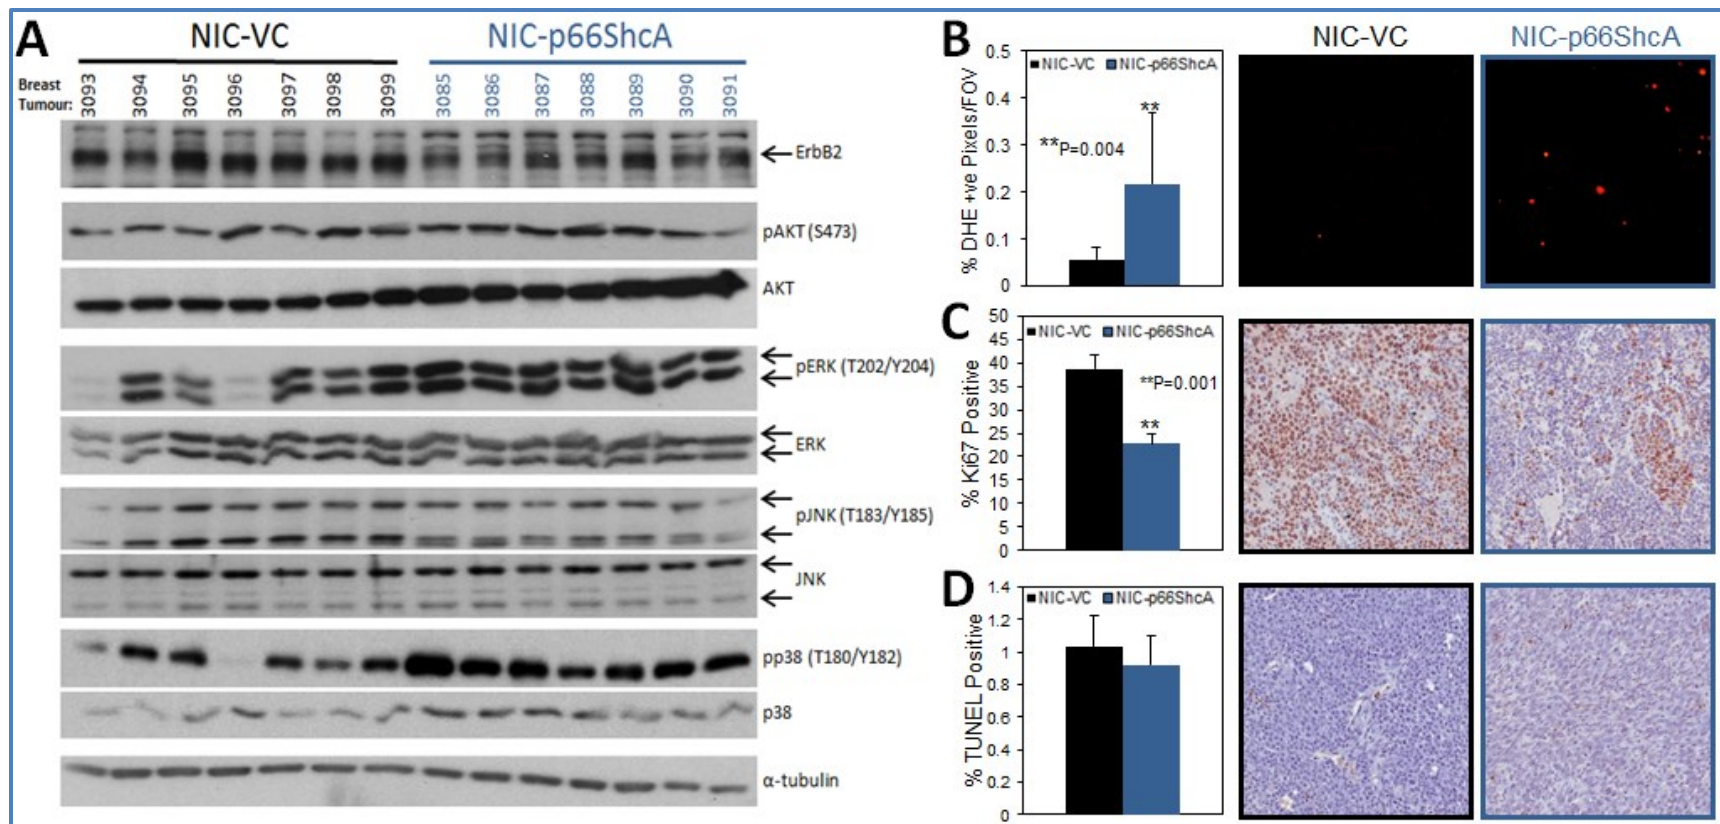 A
NIC-VC
NIC-p66ShcA
Breast
Tumour:
3093
3094
3095
3096
3097
3098
3099
3085
3086
3087
3088
3089
3090
3091
ErbB2
pAKT (S473)
AKT
pERK (T202/Y204)
ERK
pJNK (T183/Y185)
JNK
pp38 (T180/Y182)
p38
α-tubulin
B
NIC-VC
NIC-p66ShcA
% DHE +ve Pixels/FOV
0.5
0.4
0.3
0.2
0.1
0
NIC-VC NIC-p66ShcA
**
**P=0.004
C
% Ki67 Positive
50
45
40
35
30
25
20
15
10
5
0
NIC-VC NIC-p66ShcA
**P=0.001
**
D
% TUNEL Positive
1.4
1.2
1
0.8
0.6
0.4
0.2
0
NIC-VC NIC-p66ShcA